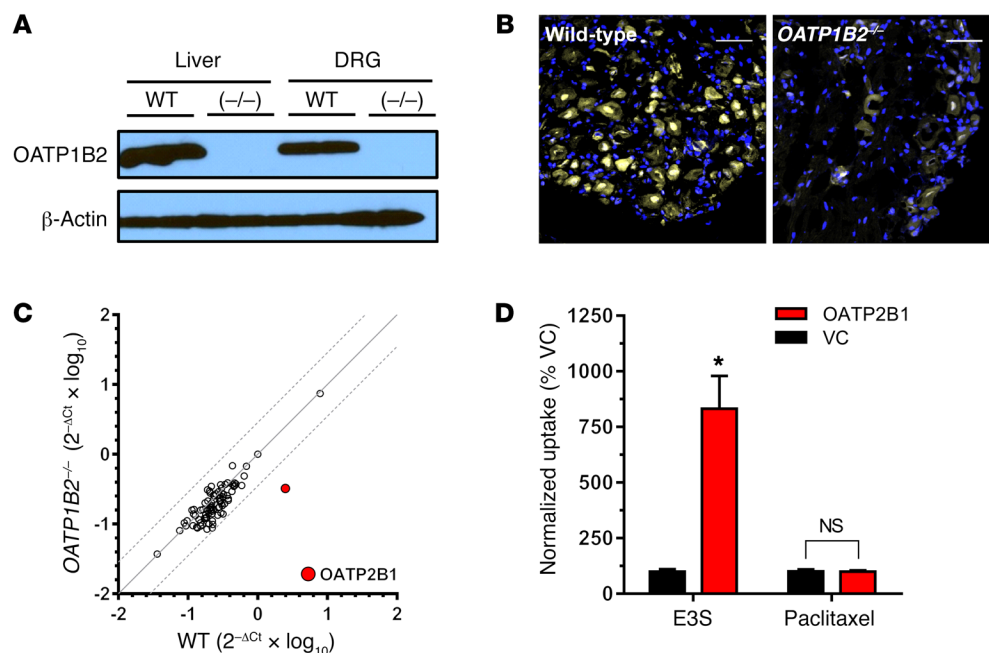 A
Liver DRG
WT (–/–) WT (–/–)
OATP1B2
β-Actin
B
Wild-type
OATP1B2⁻/⁻
C
OATP1B2⁻/⁻ (2^−ΔCt × log₁₀)
2
1
0
-1
-2
-2 -1 0 1 2
WT (2^−ΔCt × log₁₀)
OATP2B1
D
OATP2B1
VC
Normalized uptake (% VC)
1250
1000
750
500
250
0
*
NS
E3S Paclitaxel